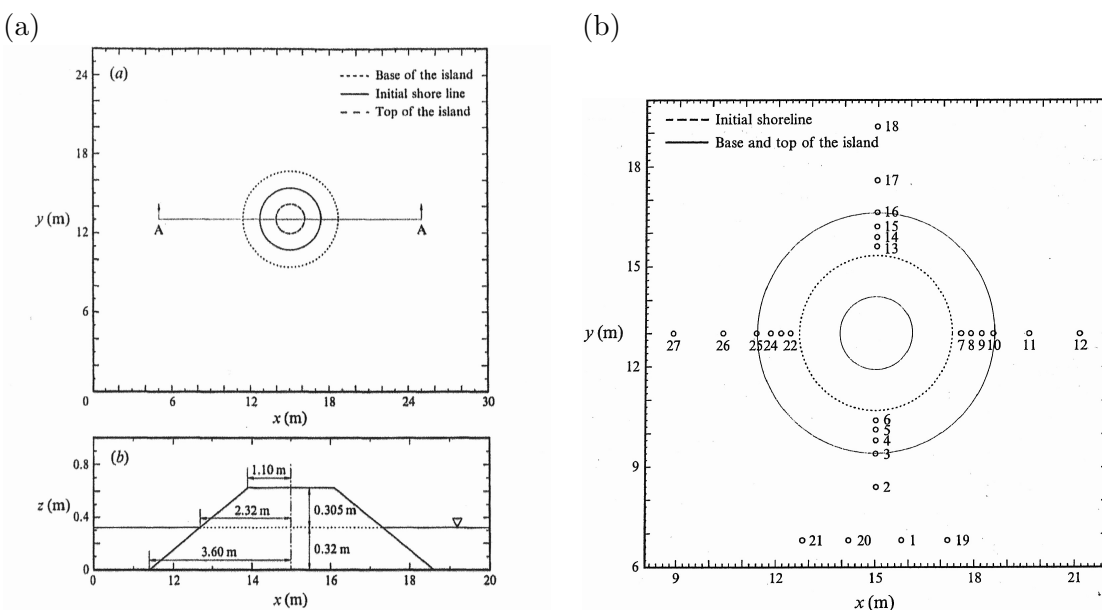 (a)
(a)
Base of the island
Initial shore line
Top of the island
24
18
12
6
0
y (m)
A
A
0
6
12
18
24
30
x (m)
(b)
0.8
0.4
0
z (m)
1.10 m
2.32 m
3.60 m
0.305 m
0.32 m
10
12
14
16
18
20
x (m)
(b)
Initial shoreline
Base and top of the island
18
15
12
9
6
y (m)
18
17
16
15
14
13
27
26
25
24
22
7
8
9
10
11
12
6
5
4
3
2
21
20
1
19
9
12
15
18
21
x (m)